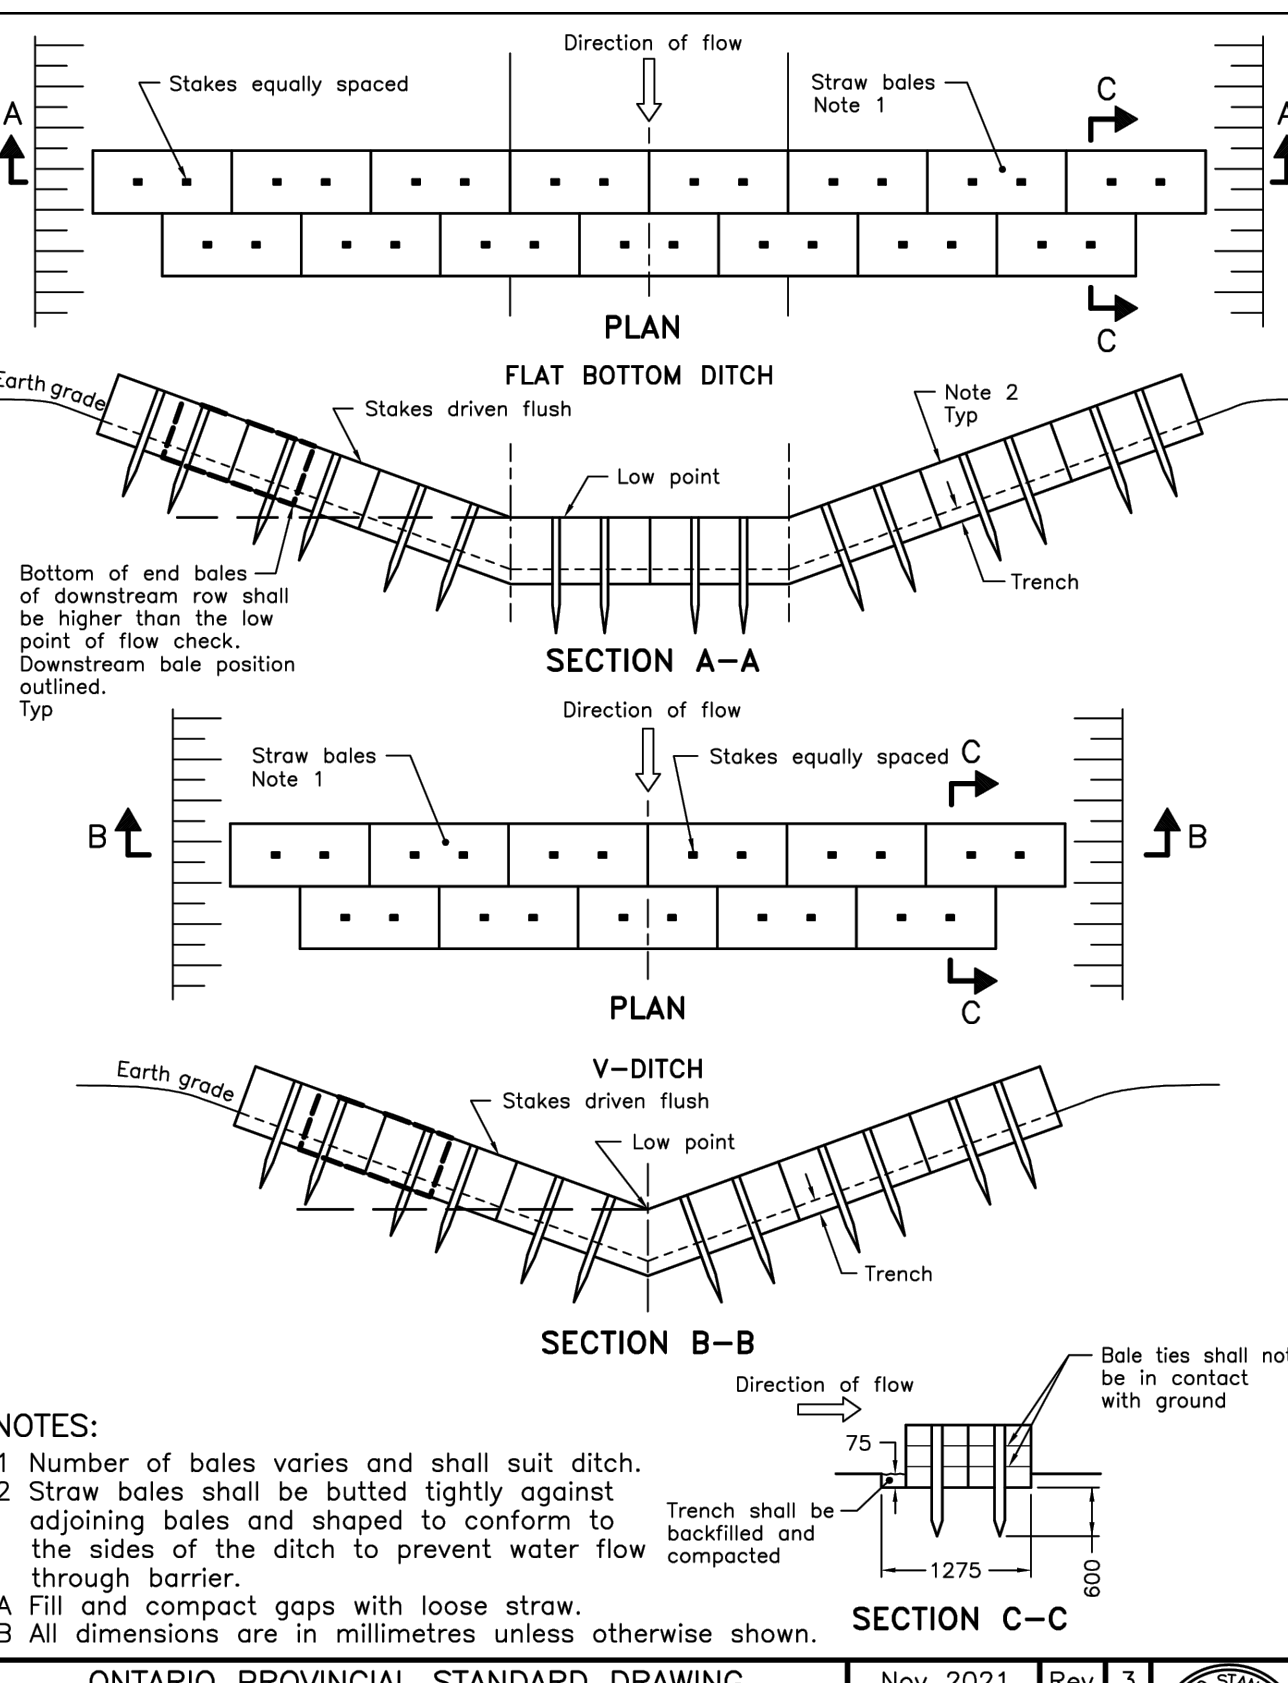 Direction of flow
Stakes equally spaced
Straw bales
Note 1
C
A
A
C
PLAN
FLAT BOTTOM DITCH
Earth grade
Stakes driven flush
Note 2
Typ
Low point
Trench
Bottom of end bales
of downstream row shall
be higher than the low
point of flow check.
Downstream bale position
outlined.
Typ
SECTION A-A
Direction of flow
Straw bales
Note 1
Stakes equally spaced
C
B
B
C
PLAN
V-DITCH
Earth grade
Stakes driven flush
Low point
Trench
SECTION B-B
Direction of flow
Bale ties shall not
be in contact
with ground
75
Trench shall be
backfilled and
compacted
1275
600
SECTION C-C
NOTES:
1 Number of bales varies and shall suit ditch.
2 Straw bales shall be butted tightly against
adjoining bales and shaped to conform to
the sides of the ditch to prevent water flow
through barrier.
A Fill and compact gaps with loose straw.
B All dimensions are in millimetres unless otherwise shown.
ONTARIO PROVINCIAL STANDARD DRAWING
Nov 2021
Rev 3